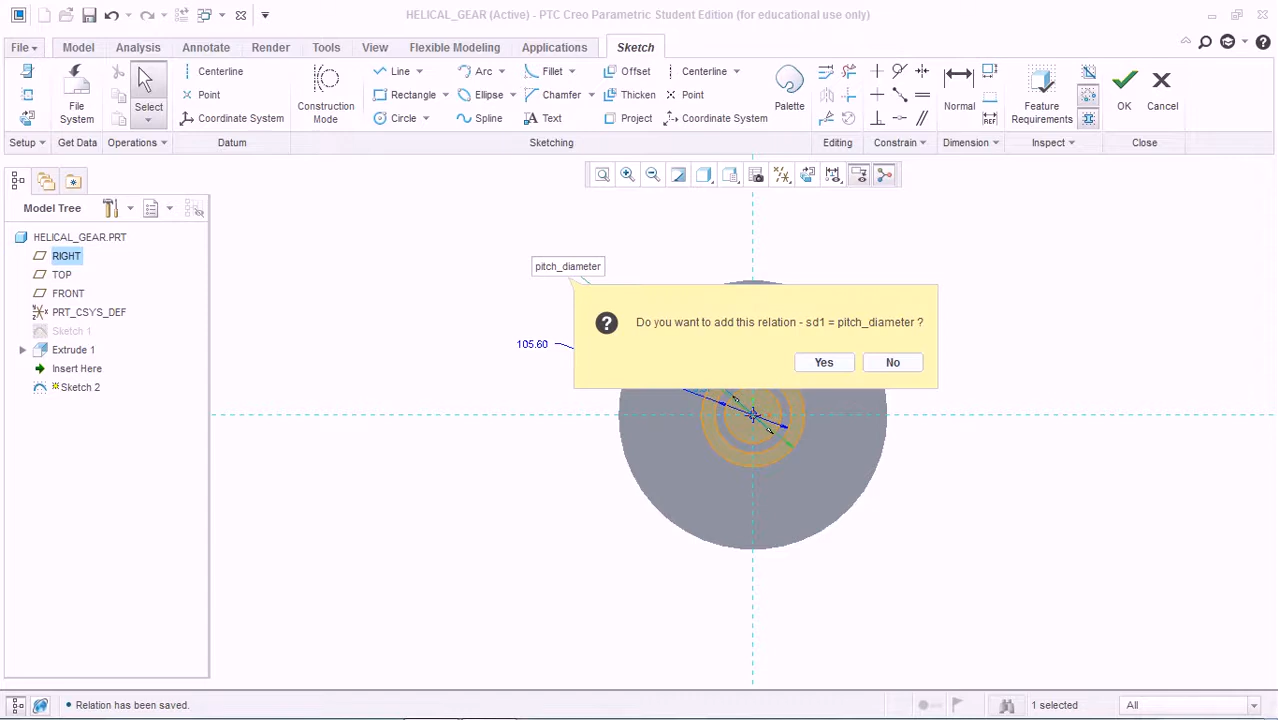 HELICAL_GEAR (Active) - PTC Creo Parametric Student Edition (for educational use only)
File Model Analysis Annotate Render Tools View Flexible Modeling Applications Sketch
Centerline Line Arc Fillet Offset Centerline
Point Rectangle Ellipse Chamfer Thicken Point
Coordinate System Circle Spline Text Project Coordinate System
File System Select Construction Mode Palette Normal Feature Requirements OK Cancel
Setup Get Data Operations Datum Sketching Editing Constrain Dimension Inspect Close
Model Tree
HELICAL_GEAR.PRT
RIGHT
TOP
FRONT
PRT_CSYS_DEF
Sketch 1
Extrude 1
Insert Here
Sketch 2
pitch_diameter
Do you want to add this relation - sd1 = pitch_diameter ?
105.60
Yes No
Relation has been saved. 1 selected All